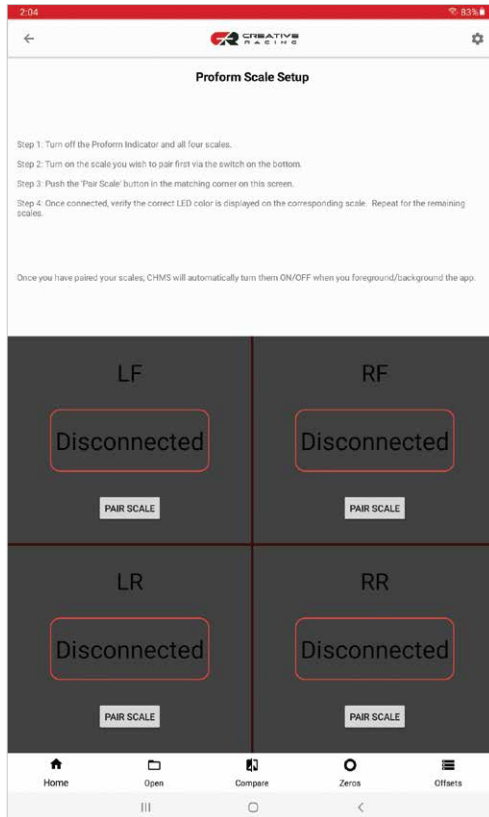 2:04 83%
CREATIVE
RACING
Proform Scale Setup
Step 1: Turn off the Proform Indicator and all four scales.
Step 2: Turn on the scale you wish to pair first via the switch on the bottom.
Step 3: Push the 'Pair Scale' button in the matching corner on this screen.
Step 4: Once connected, verify the correct LED color is displayed on the corresponding scale. Repeat for the remaining
scales.
Once you have paired your scales, CHMS will automatically turn them ON/OFF when you foreground/background the app.
LF RF
Disconnected Disconnected
PAIR SCALE PAIR SCALE
LR RR
Disconnected Disconnected
PAIR SCALE PAIR SCALE
Home Open Compare Zeros Offsets